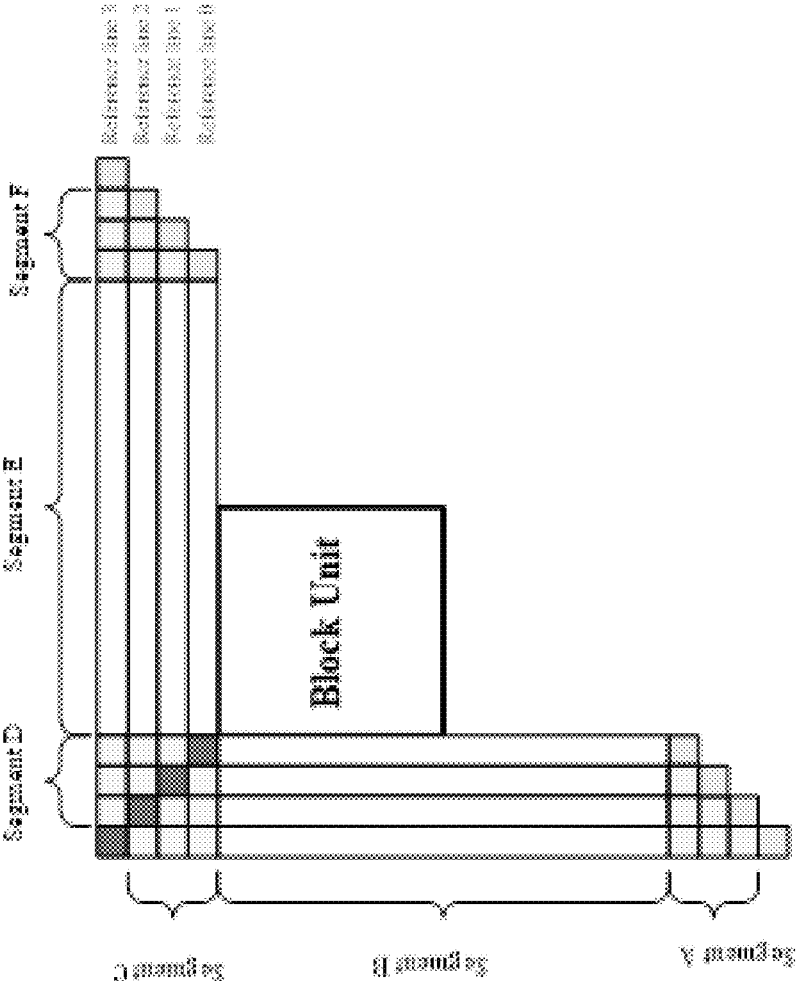 Reference line 3
Reference line 2
Reference line 1
Reference line 0
Segment F
Segment E
Segment D
Block Unit
Segment C
Segment B
Segment A